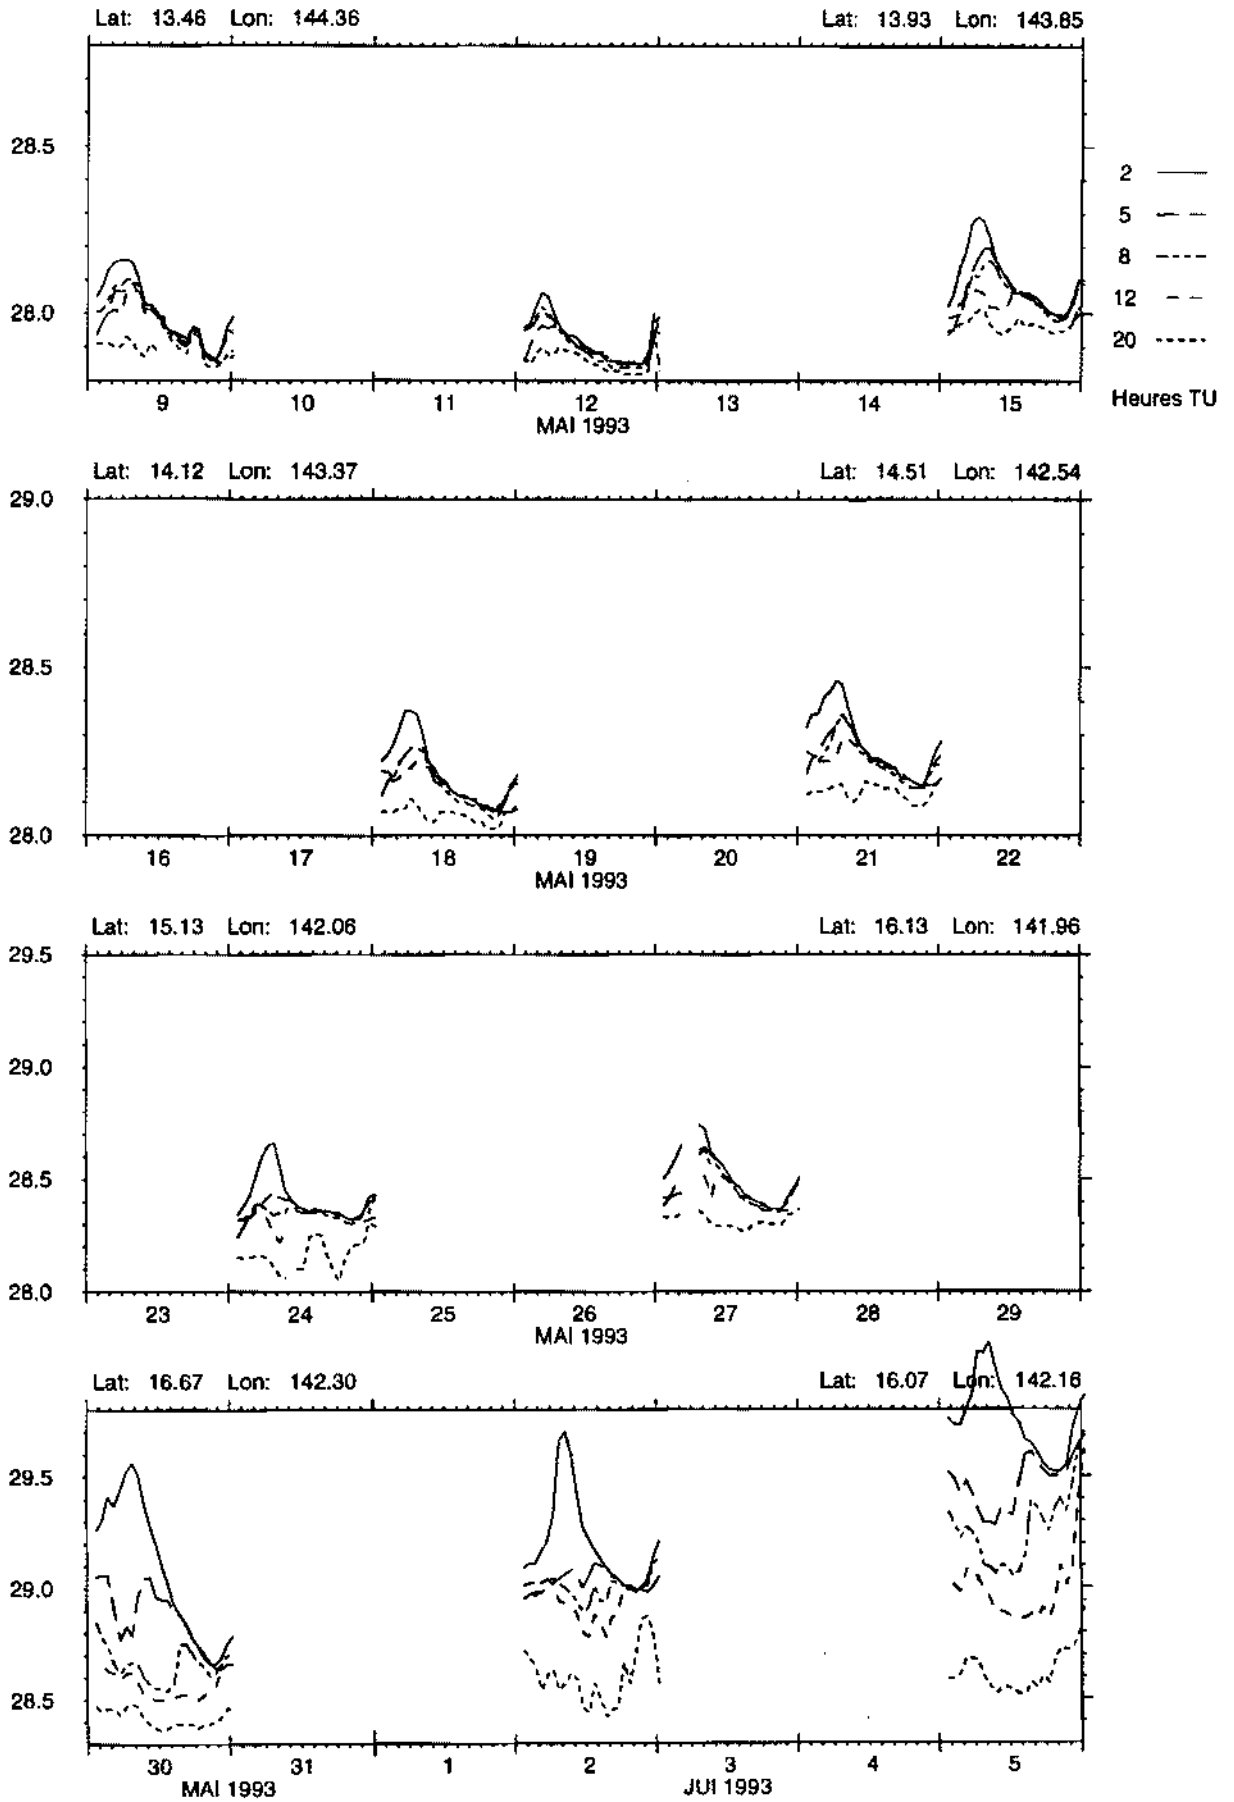 Lat: 13.46 Lon: 144.36 Lat: 13.93 Lon: 143.85
28.5
28.0
2
5
8
12
20
Heures TU
9 10 11 12 13 14 15
MAI 1993
Lat: 14.12 Lon: 143.37 Lat: 14.51 Lon: 142.54
29.0
28.5
28.0
16 17 18 19 20 21 22
MAI 1993
Lat: 15.13 Lon: 142.06 Lat: 16.13 Lon: 141.96
29.5
29.0
28.5
28.0
23 24 25 26 27 28 29
MAI 1993
Lat: 16.67 Lon: 142.30 Lat: 16.07 Lon: 142.16
29.5
29.0
28.5
30 31 1 2 3 4 5
MAI 1993 JUI 1993